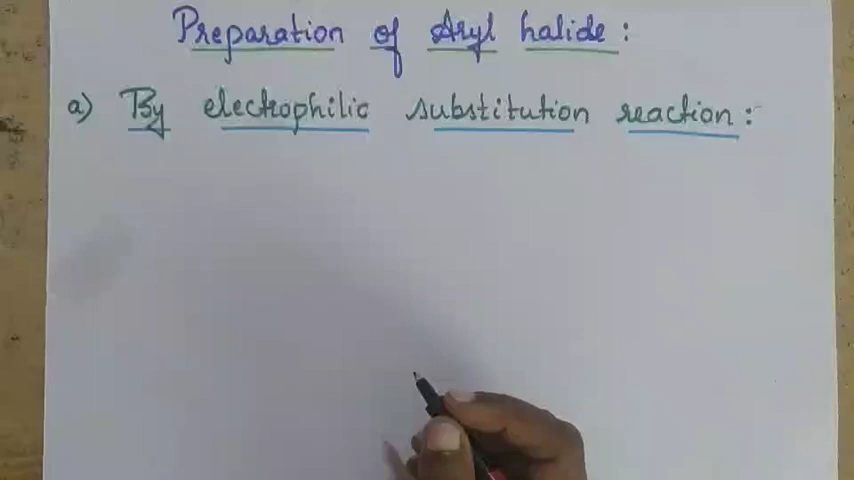 Preparation of Aryl halide :
a) By electrophilic substitution reaction :